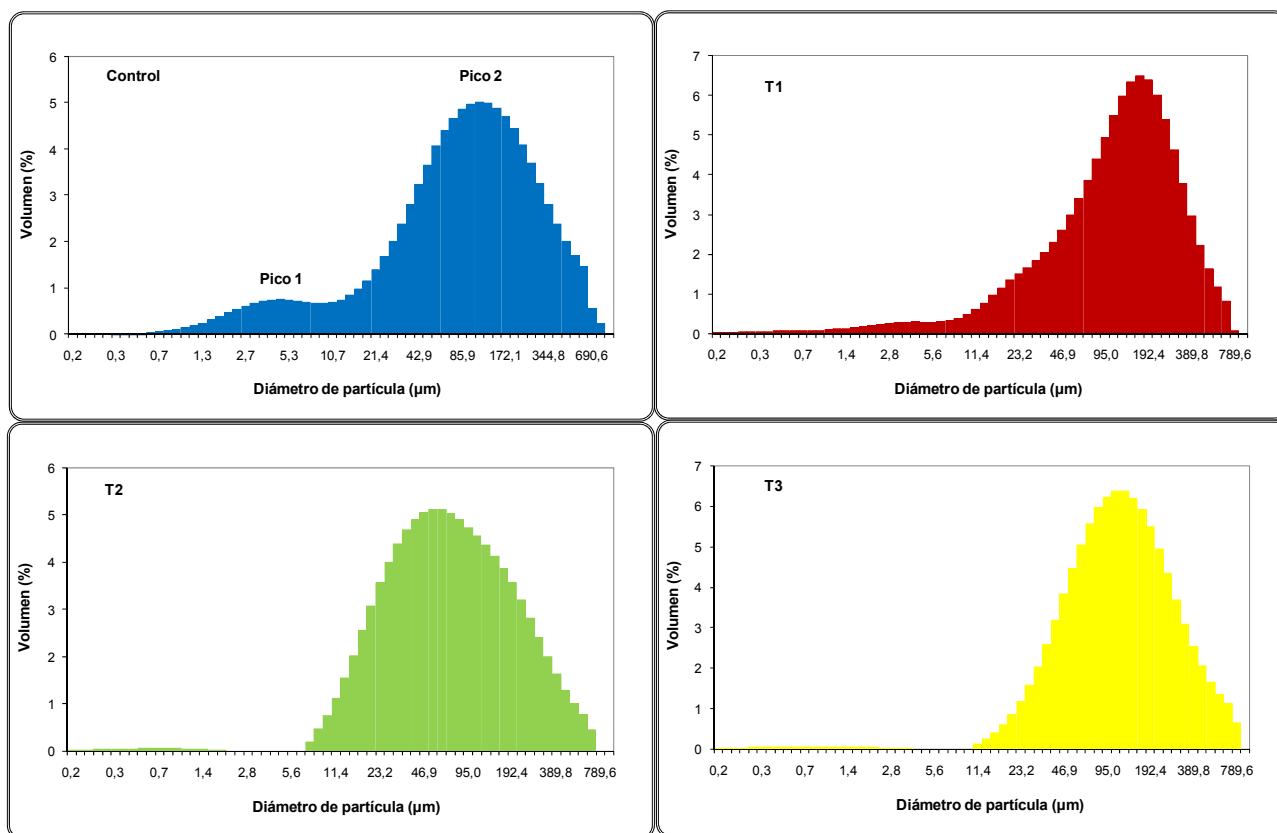 Control
Pico 2
Pico 1
6
5
4
3
2
1
0
Volumen (%)
0,2 0,3 0,7 1,3 2,7 5,3 10,7 21,4 42,9 85,9 172,1 344,8 690,6
Diámetro de partícula (µm)
T1
7
6
5
4
3
2
1
0
Volumen (%)
0,2 0,3 0,7 1,4 2,8 5,6 11,4 23,2 46,9 95,0 192,4 389,8 789,6
Diámetro de partícula (µm)
T2
6
5
4
3
2
1
0
Volumen (%)
0,2 0,3 0,7 1,4 2,8 5,6 11,4 23,2 46,9 95,0 192,4 389,8 789,6
Diámetro de partícula (µm)
T3
7
6
5
4
3
2
1
0
Volumen (%)
0,2 0,3 0,7 1,4 2,8 5,6 11,4 23,2 46,9 95,0 192,4 389,8 789,6
Diámetro de partícula (µm)